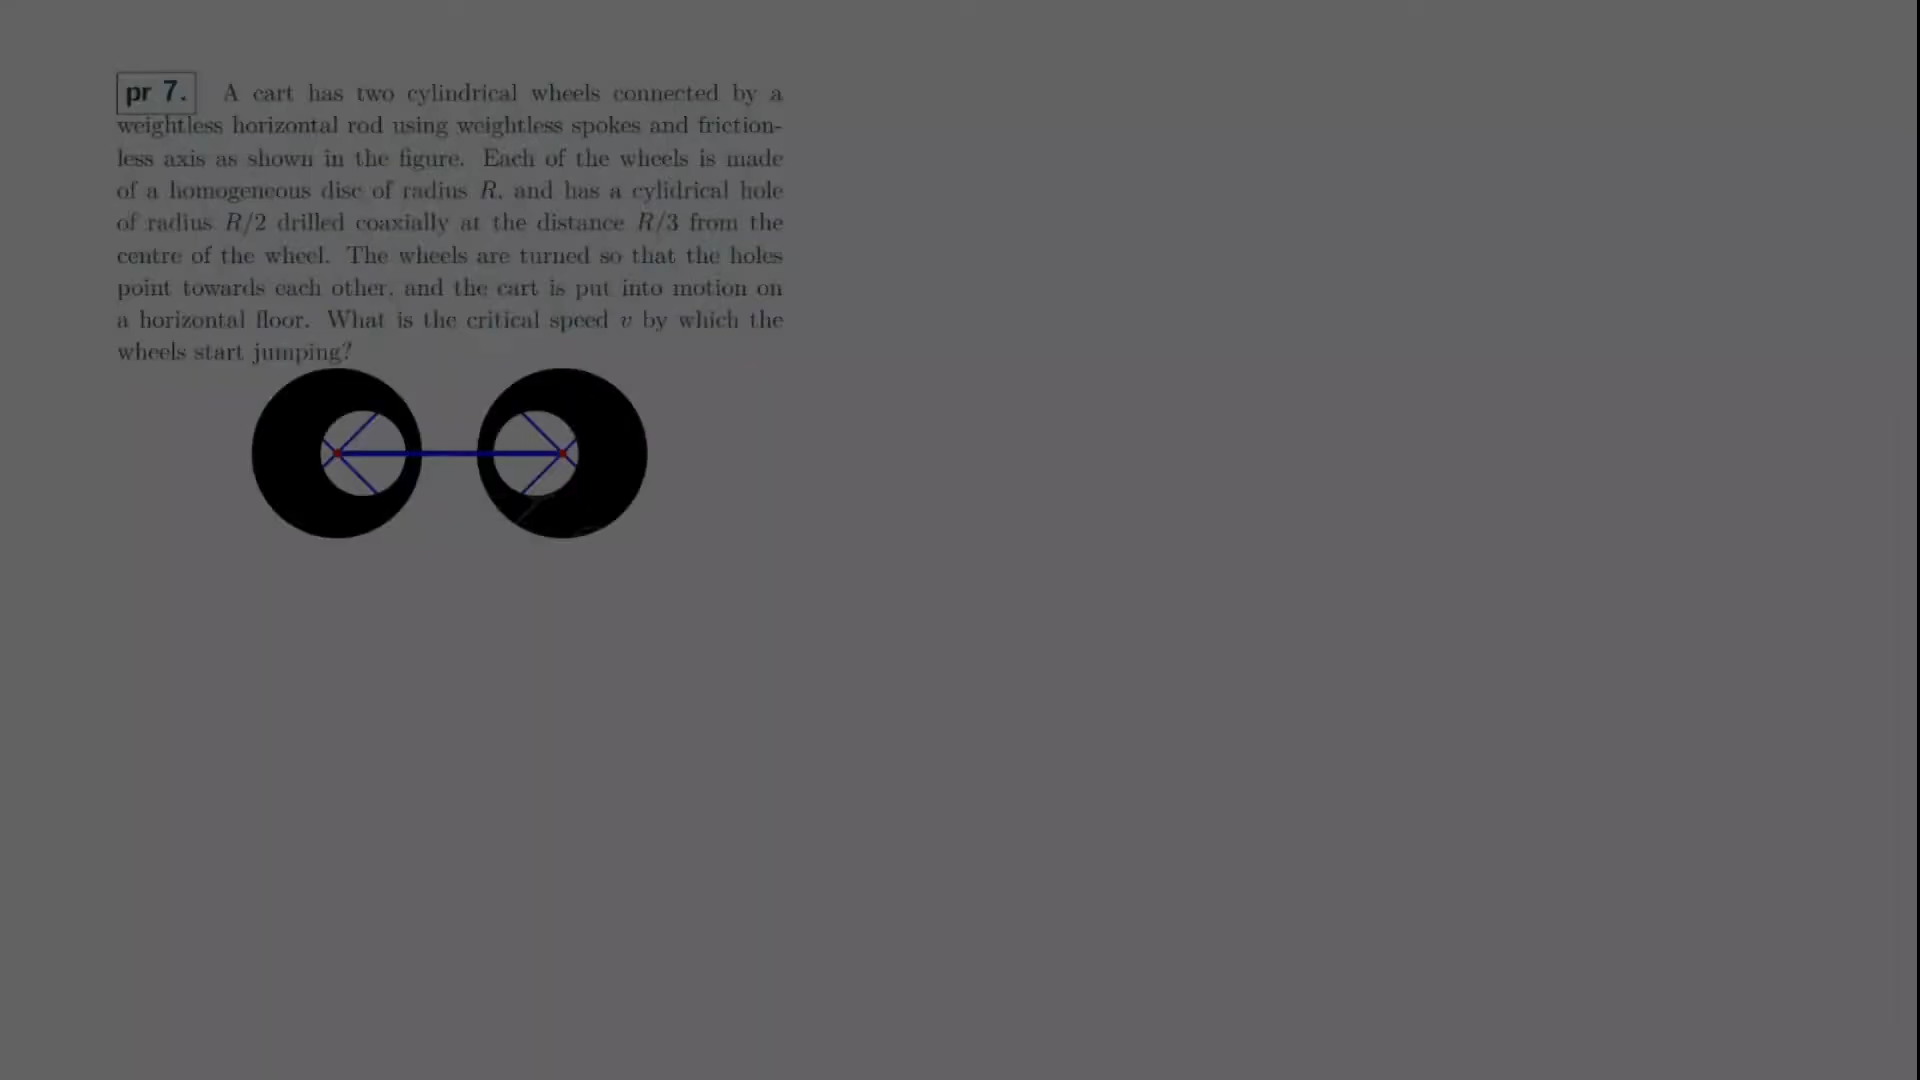 pr 7. A cart has two cylindrical wheels connected by a
weightless horizontal rod using weightless spokes and friction-
less axis as shown in the figure. Each of the wheels is made
of a homogeneous disc of radius R, and has a cylidrical hole
of radius R/2 drilled coaxially at the distance R/3 from the
centre of the wheel. The wheels are turned so that the holes
point towards each other, and the cart is put into motion on
a horizontal floor. What is the critical speed v by which the
wheels start jumping?